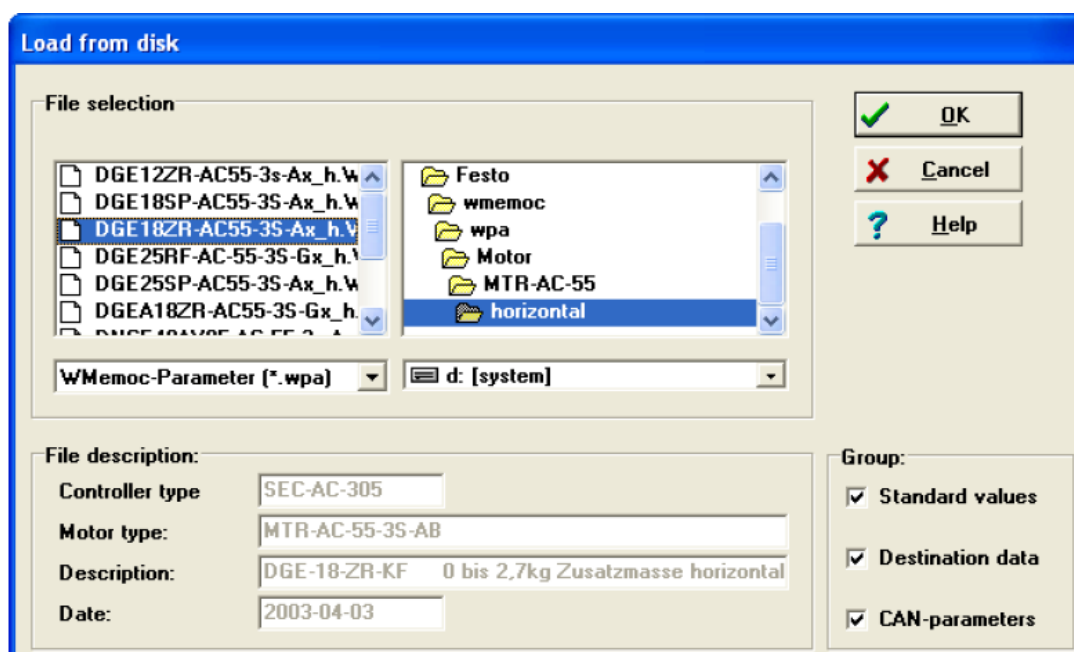 Load from disk
File selection
DGE12ZR-AC55-3s-Ax_h.W
DGE18SP-AC55-3S-Ax_h.W
DGE18ZR-AC55-3S-Ax_h.W
DGE25RF-AC-55-3S-Gx_h.
DGE25SP-AC55-3S-Ax_h.W
DGEA18ZR-AC55-3S-Gx_h.
Festo
wmemoc
wpa
Motor
MTR-AC-55
horizontal
WMemoc-Parameter (*.wpa)
d: [system]
OK
Cancel
Help
File description:
Controller type SEC-AC-305
Motor type: MTR-AC-55-3S-AB
Description: DGE-18-ZR-KF 0 bis 2,7kg Zusatzmasse horizontal
Date: 2003-04-03
Group:
Standard values
Destination data
CAN-parameters